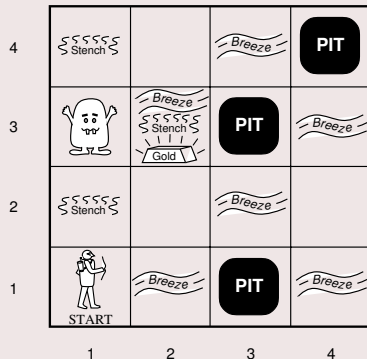 4
Stench
Breeze
PIT
3
Breeze
Stench
Gold
PIT
Breeze
2
Stench
Breeze
1
START
Breeze
PIT
Breeze
1 2 3 4